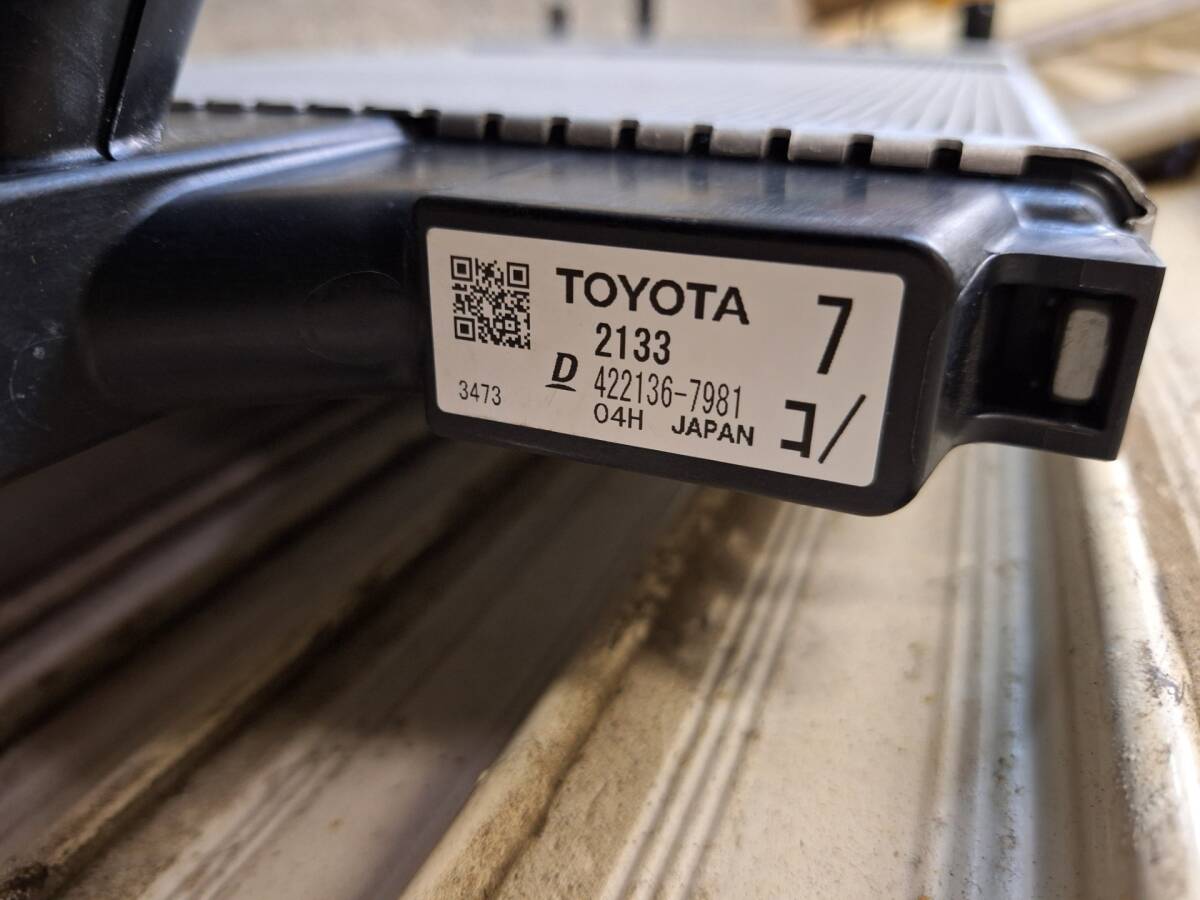 TOYOTA
2133
D 422136-7981
04H JAPAN
3473
7
コ/